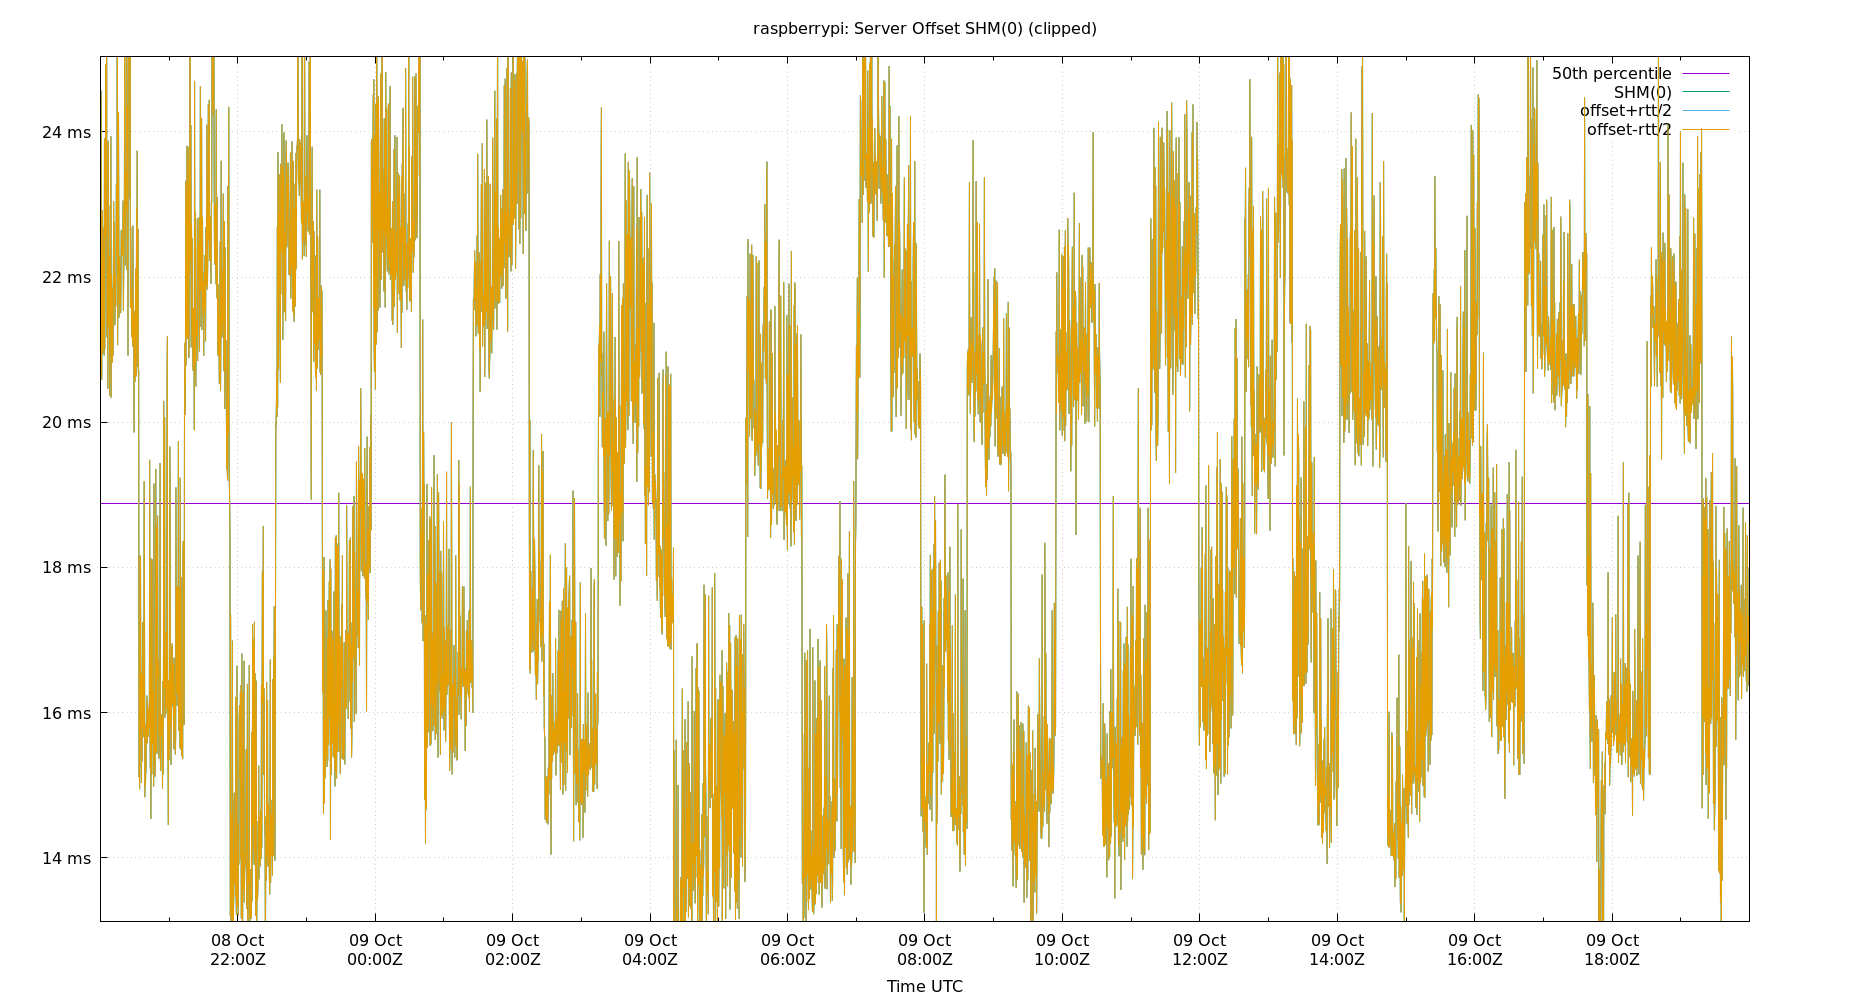 raspberrypi: Server Offset SHM(0) (clipped)
50th percentile
SHM(0)
offset+rtt/2
offset-rtt/2
24 ms
22 ms
20 ms
18 ms
16 ms
14 ms
08 Oct 09 Oct 09 Oct 09 Oct 09 Oct 09 Oct 09 Oct 09 Oct 09 Oct 09 Oct 09 Oct
22:00Z 00:00Z 02:00Z 04:00Z 06:00Z 08:00Z 10:00Z 12:00Z 14:00Z 16:00Z 18:00Z
Time UTC